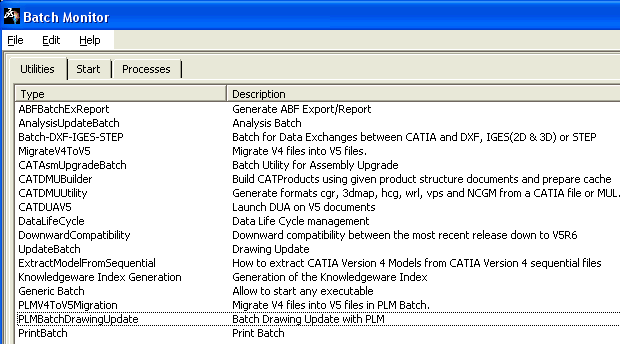 Batch Monitor
File Edit Help
Utilities Start Processes
Type Description
ABFBatchExReport Generate ABF Export/Report
AnalysisUpdateBatch Analysis Batch
Batch-DXF-IGES-STEP Batch for Data Exchanges between CATIA and DXF, IGES(2D & 3D) or STEP
MigrateV4ToV5 Migrate V4 files into V5 files.
CATAsmUpgradeBatch Batch Utility for Assembly Upgrade
CATDMUBuilder Build CATProducts using given product structure documents and prepare cache
CATDMUUtility Generate formats cgr, 3dmap, hcg, wrl, vps and NCGM from a CATIA file or MUL.
CATDUAV5 Launch DUA on V5 documents
DataLifeCycle Data Life Cycle management
DownwardCompatibility Downward compatibility between the most recent release down to V5R6
UpdateBatch Drawing Update
ExtractModelFromSequential How to extract CATIA Version 4 Models from CATIA Version 4 sequential files
Knowledgeware Index Generation Generation of the Knowledgeware Index
Generic Batch Allow to start any executable
PLMV4ToV5Migration Migrate V4 files into V5 files in PLM Batch.
PLMBatchDrawingUpdate Batch Drawing Update with PLM
PrintBatch Print Batch